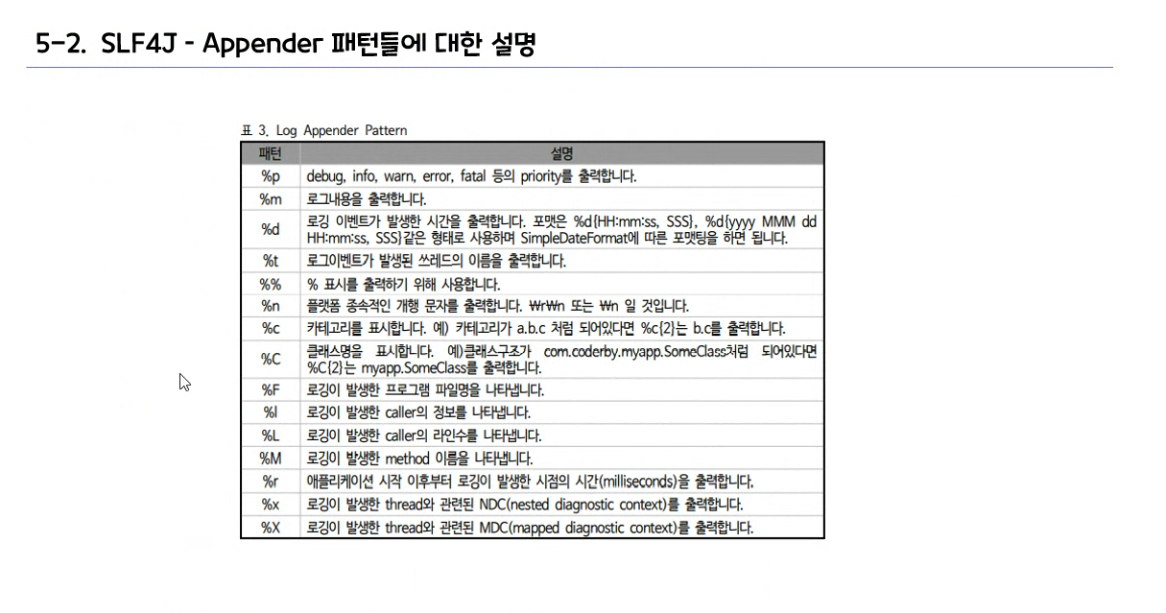 5-2. SLF4J - Appender 패턴들에 대한 설명
표 3. Log Appender Pattern
패턴 설명
%p debug, info, warn, error, fatal 등의 priority를 출력합니다.
%m 로그내용을 출력합니다.
%d 로깅 이벤트가 발생한 시간을 출력합니다. 포맷은 %d{HH:mm:ss, SSS}, %d{yyyy MMM dd
HH:mm:ss, SSS}같은 형태로 사용하며 SimpleDateFormat에 따른 포맷팅을 하면 됩니다.
%t 로그이벤트가 발생된 쓰레드의 이름을 출력합니다.
%% % 표시를 출력하기 위해 사용합니다.
%n 플랫폼 종속적인 개행 문자를 출력합니다. ₩r₩n 또는 ₩n 일 것입니다.
%c 카테고리를 표시합니다. 예) 카테고리가 a.b.c 처럼 되어있다면 %c{2}는 b.c를 출력합니다.
%C 클래스명을 표시합니다. 예)클래스구조가 com.coderby.myapp.SomeClass처럼 되어있다면
%C{2}는 myapp.SomeClass를 출력합니다.
%F 로깅이 발생한 프로그램 파일명을 나타냅니다.
%l 로깅이 발생한 caller의 정보를 나타냅니다.
%L 로깅이 발생한 caller의 라인수를 나타냅니다.
%M 로깅이 발생한 method 이름을 나타냅니다.
%r 애플리케이션 시작 이후부터 로깅이 발생한 시점의 시간(milliseconds)을 출력합니다.
%x 로깅이 발생한 thread와 관련된 NDC(nested diagnostic context)를 출력합니다.
%X 로깅이 발생한 thread와 관련된 MDC(mapped diagnostic context)를 출력합니다.